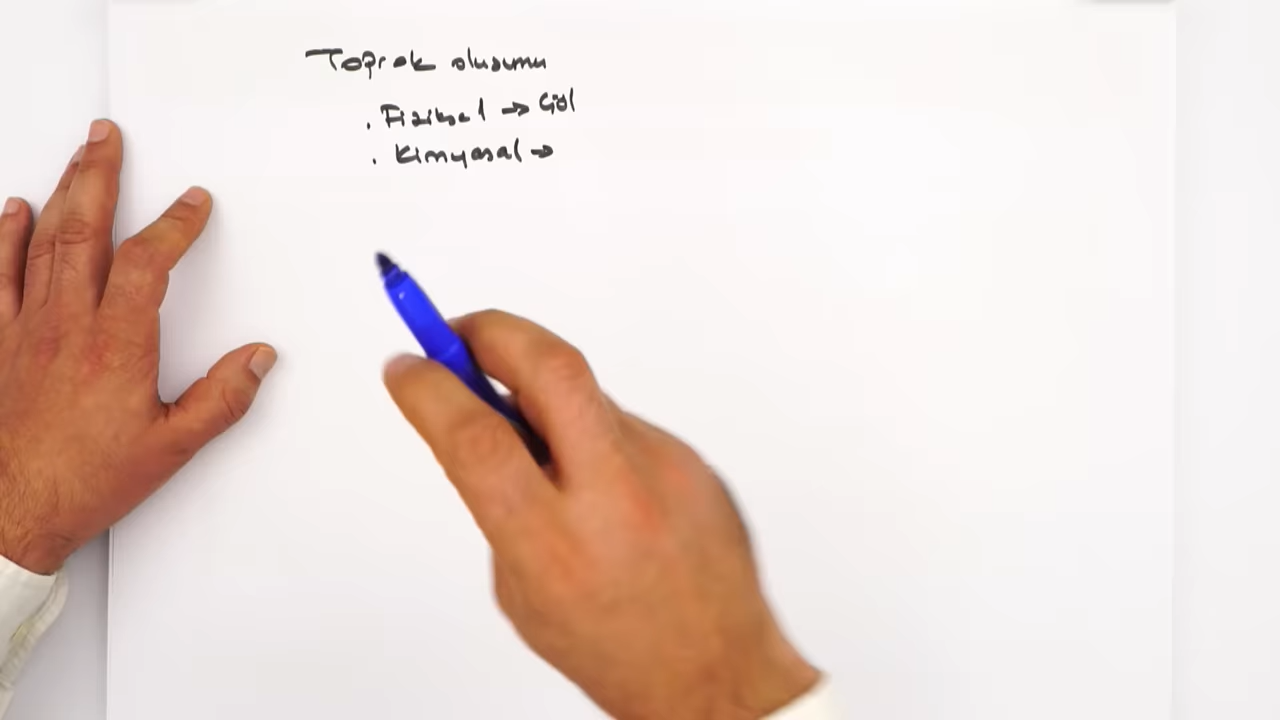 Toprak oluşumu
. Fiziksel → Çöl
. Kimyasal →